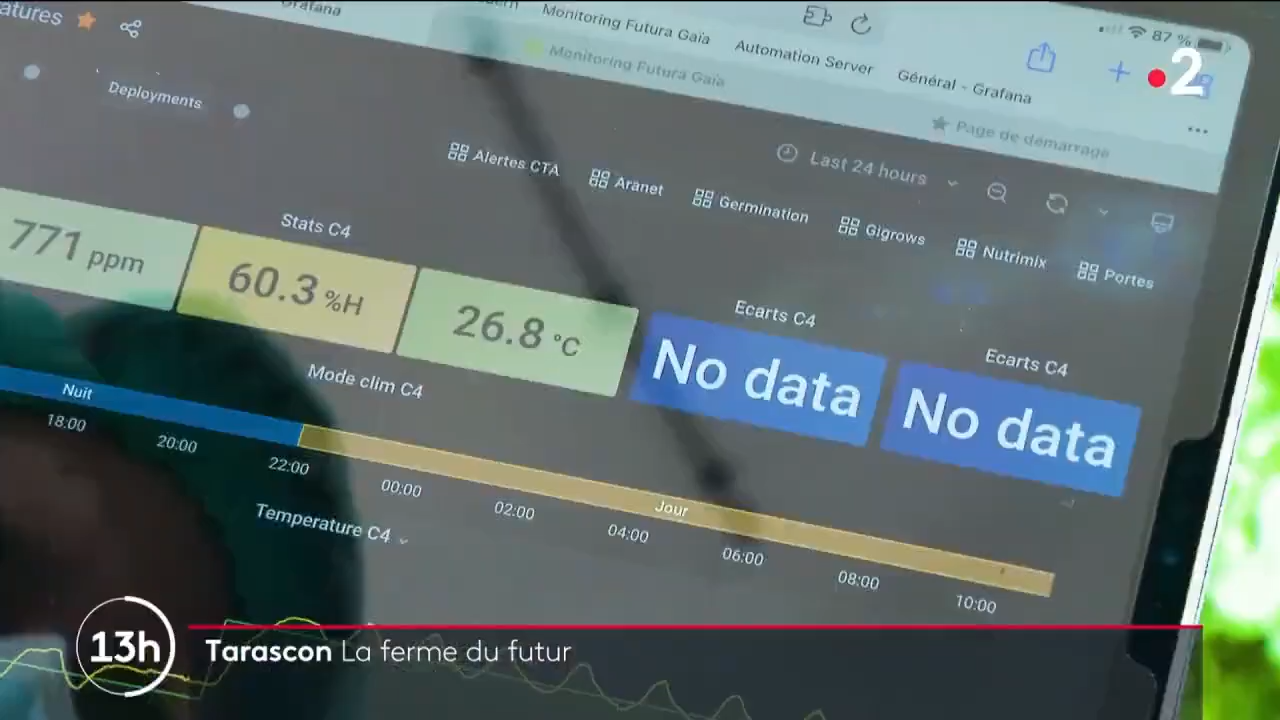 Grafana
Monitoring Futura Gaïa
Automation Server
Général - Grafana
87 %
2
Monitoring Futura Gaïa
Page de démarrage
Deployments
Last 24 hours
Alertes CTA
Aranet
Germination
Gigrows
Nutrimix
Portes
Stats C4
771 ppm
60.3 %H
26.8 °C
Ecarts C4
No data
Ecarts C4
No data
Mode clim C4
Nuit
Jour
18:00
20:00
22:00
00:00
02:00
04:00
06:00
08:00
10:00
Temperature C4
13h
Tarascon La ferme du futur